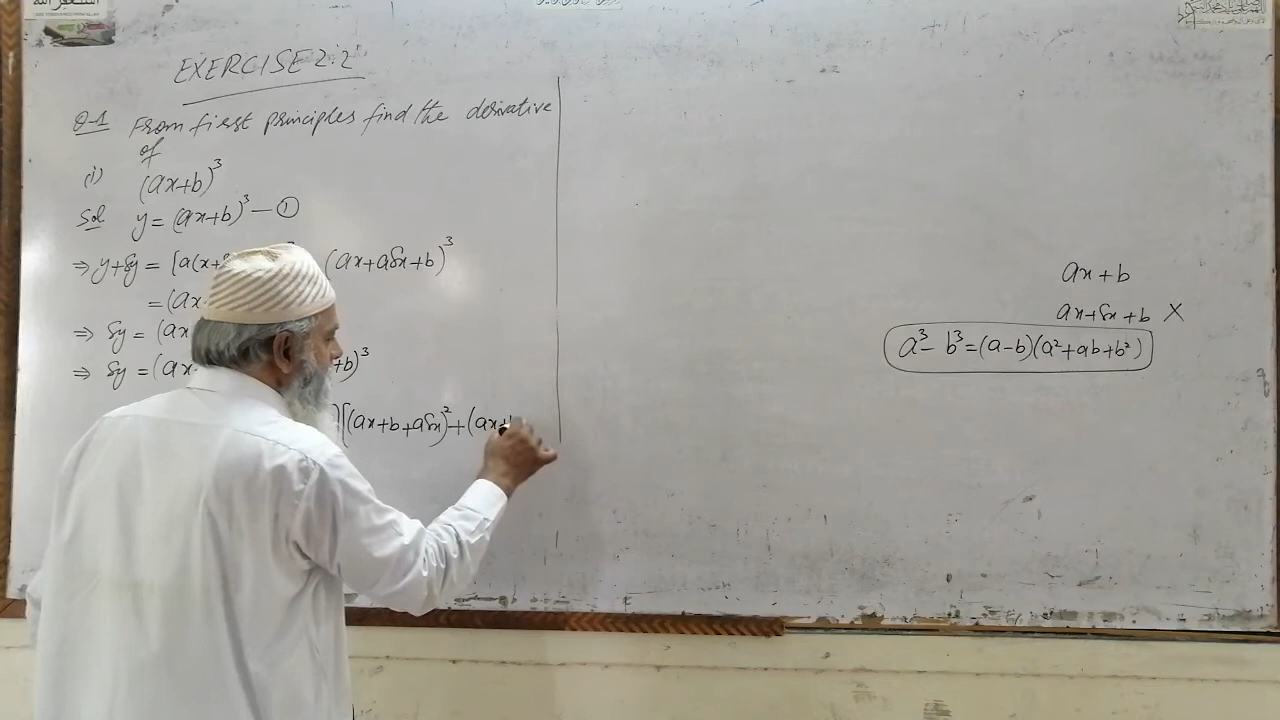 استغفر الله
EXERCISE 2.2
Q-1 From first principles find the derivative
of
(i) (ax+b)³
Sol y = (ax+b)³ — ①
⇒ y+δy = [a(x+ (ax+aδx+b)³
= (ax
⇒ δy = (ax
⇒ δy = (ax +b)³
)[(ax+b+aδx)²+(ax+
ax + b
ax+δx+b X
a³- b³=(a-b)(a²+ab+b²)